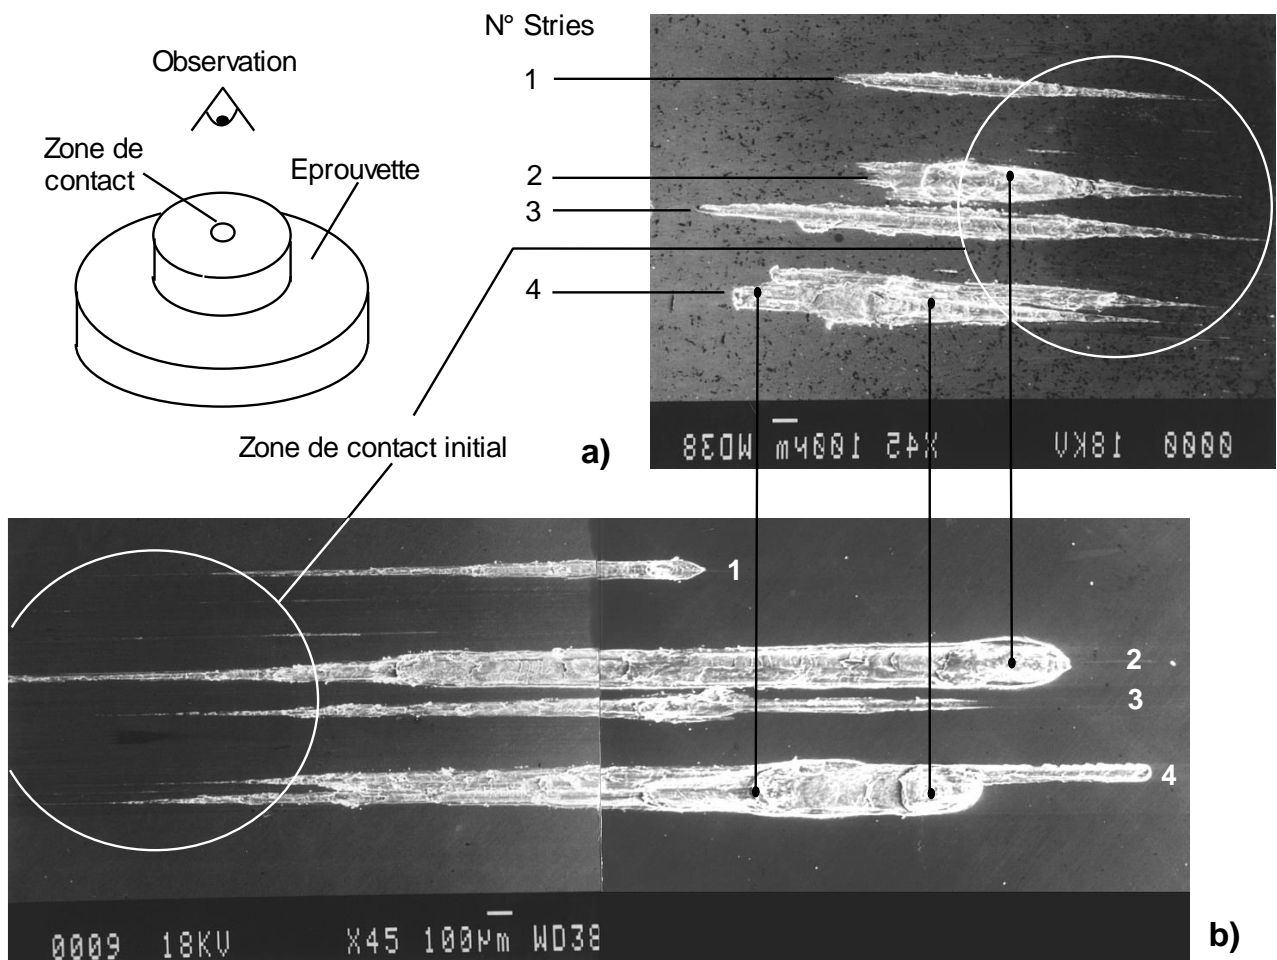 N° Stries
Observation
Zone de
contact
Eprouvette
1
2
3
4
Zone de contact initial
a)
0000 18KV X45 100µm WD38
1
2
3
4
0009 18KV X45 100µm WD38
b)